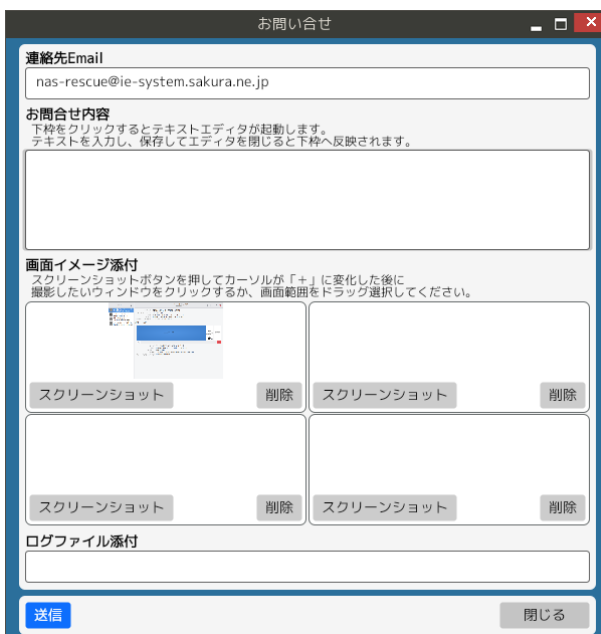 お問い合せ
連絡先Email
nas-rescue@ie-system.sakura.ne.jp
お問合せ内容
下枠をクリックするとテキストエディタが起動します。
テキストを入力し、保存してエディタを閉じると下枠へ反映されます。
画面イメージ添付
スクリーンショットボタンを押してカーソルが「+」に変化した後に
撮影したいウィンドウをクリックするか、画面範囲をドラッグ選択してください。
スクリーンショット 削除 スクリーンショット 削除
スクリーンショット 削除 スクリーンショット 削除
ログファイル添付
送信 閉じる